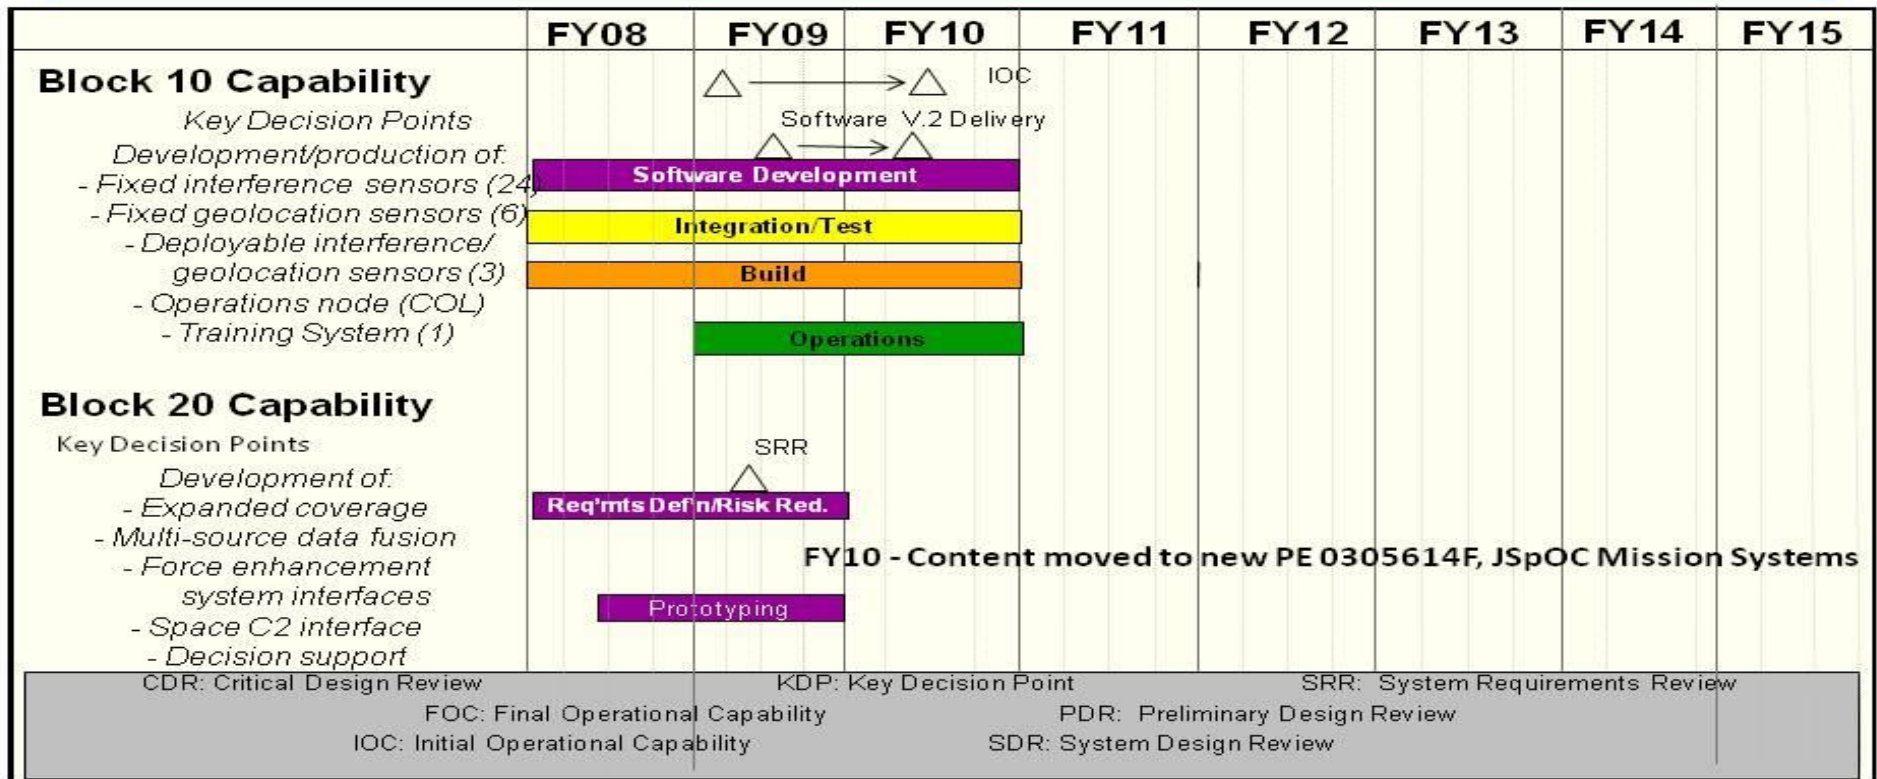 FY08 FY09 FY10 FY11 FY12 FY13 FY14 FY15
Block 10 Capability
IOC
Key Decision Points
Software V.2 Delivery
Development/production of:
- Fixed interference sensors (24)
Software Development
- Fixed geolocation sensors (6)
Integration/Test
- Deployable interference/
geolocation sensors (3)
Build
- Operations node (COL)
- Training System (1)
Operations
Block 20 Capability
Key Decision Points
SRR
Development of:
- Expanded coverage
Req'mts Def'n/Risk Red.
- Multi-source data fusion
FY10 - Content moved to new PE 0305614F, JSpOC Mission Systems
- Force enhancement
system interfaces
Prototyping
- Space C2 interface
- Decision support
CDR: Critical Design Review KDP: Key Decision Point SRR: System Requirements Review
FOC: Final Operational Capability PDR: Preliminary Design Review
IOC: Initial Operational Capability SDR: System Design Review